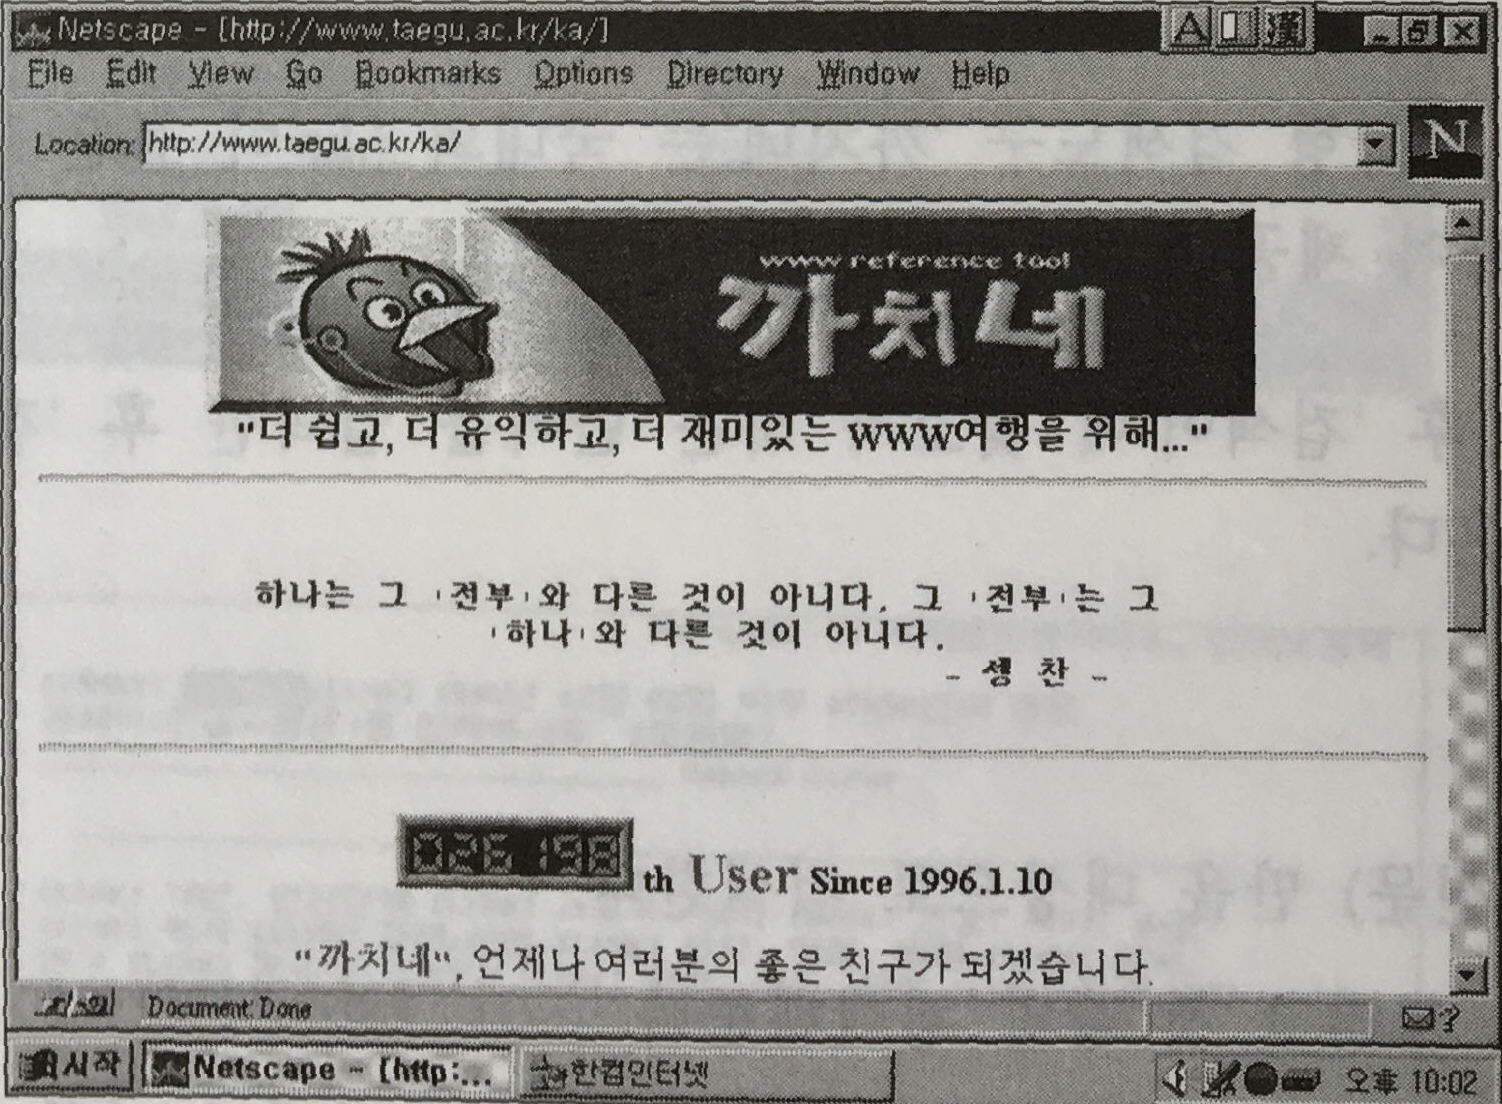 Netscape - [http://www.taegu.ac.kr/ka/]
A 漢
File Edit View Go Bookmarks Options Directory Window Help
Location: http://www.taegu.ac.kr/ka/
N
www reference tool
까치네
"더 쉽고, 더 유익하고, 더 재미있는 WWW여행을 위해..."
하나는 그 '전부'와 다른 것이 아니다. 그 '전부'는 그
'하나'와 다른 것이 아니다.
- 솅 찬 -
026198 th User Since 1996.1.10
"까치네", 언제나 여러분의 좋은 친구가 되겠습니다.
Document: Done
시작 Netscape - [http:... 한컴인터넷 오후 10:02